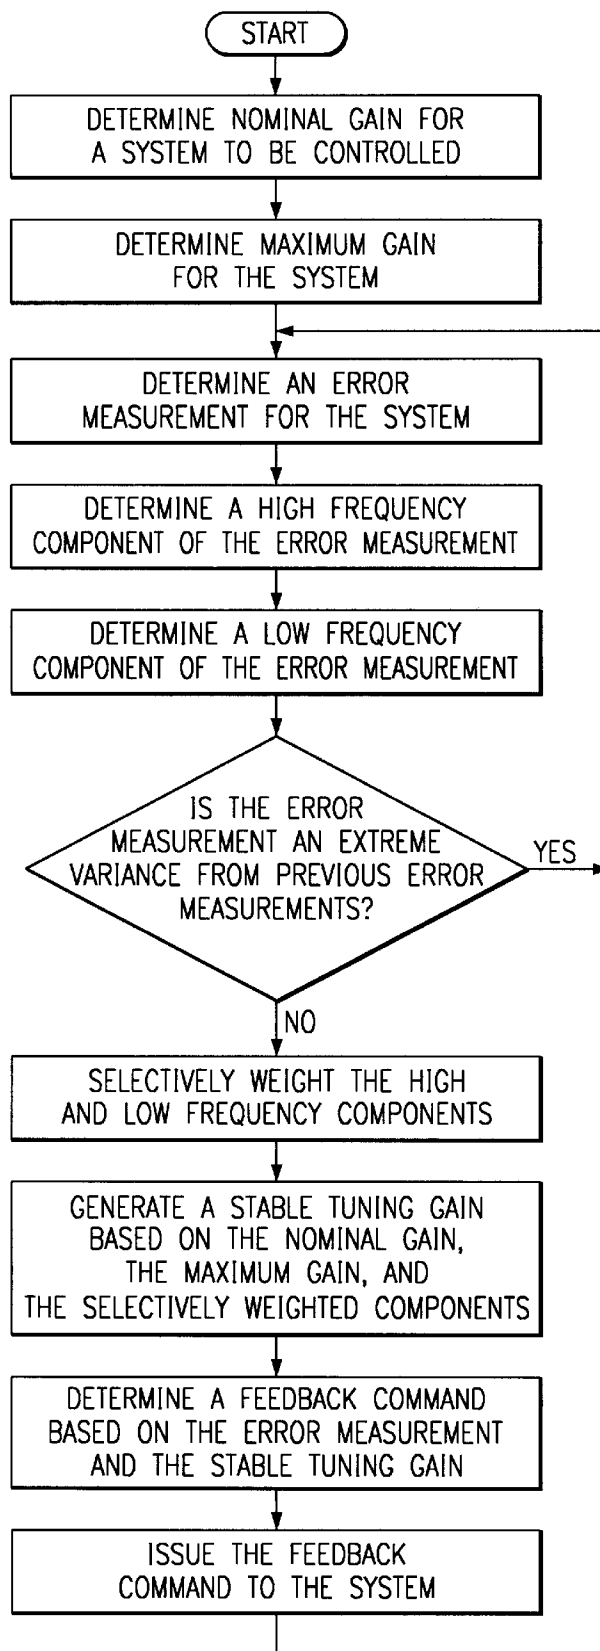 START
DETERMINE NOMINAL GAIN FOR
A SYSTEM TO BE CONTROLLED
DETERMINE MAXIMUM GAIN
FOR THE SYSTEM
DETERMINE AN ERROR
MEASUREMENT FOR THE SYSTEM
DETERMINE A HIGH FREQUENCY
COMPONENT OF THE ERROR MEASUREMENT
DETERMINE A LOW FREQUENCY
COMPONENT OF THE ERROR MEASUREMENT
IS THE ERROR
MEASUREMENT AN EXTREME
VARIANCE FROM PREVIOUS ERROR
MEASUREMENTS?
YES
NO
SELECTIVELY WEIGHT THE HIGH
AND LOW FREQUENCY COMPONENTS
GENERATE A STABLE TUNING GAIN
BASED ON THE NOMINAL GAIN,
THE MAXIMUM GAIN, AND
THE SELECTIVELY WEIGHTED COMPONENTS
DETERMINE A FEEDBACK COMMAND
BASED ON THE ERROR MEASUREMENT
AND THE STABLE TUNING GAIN
ISSUE THE FEEDBACK
COMMAND TO THE SYSTEM